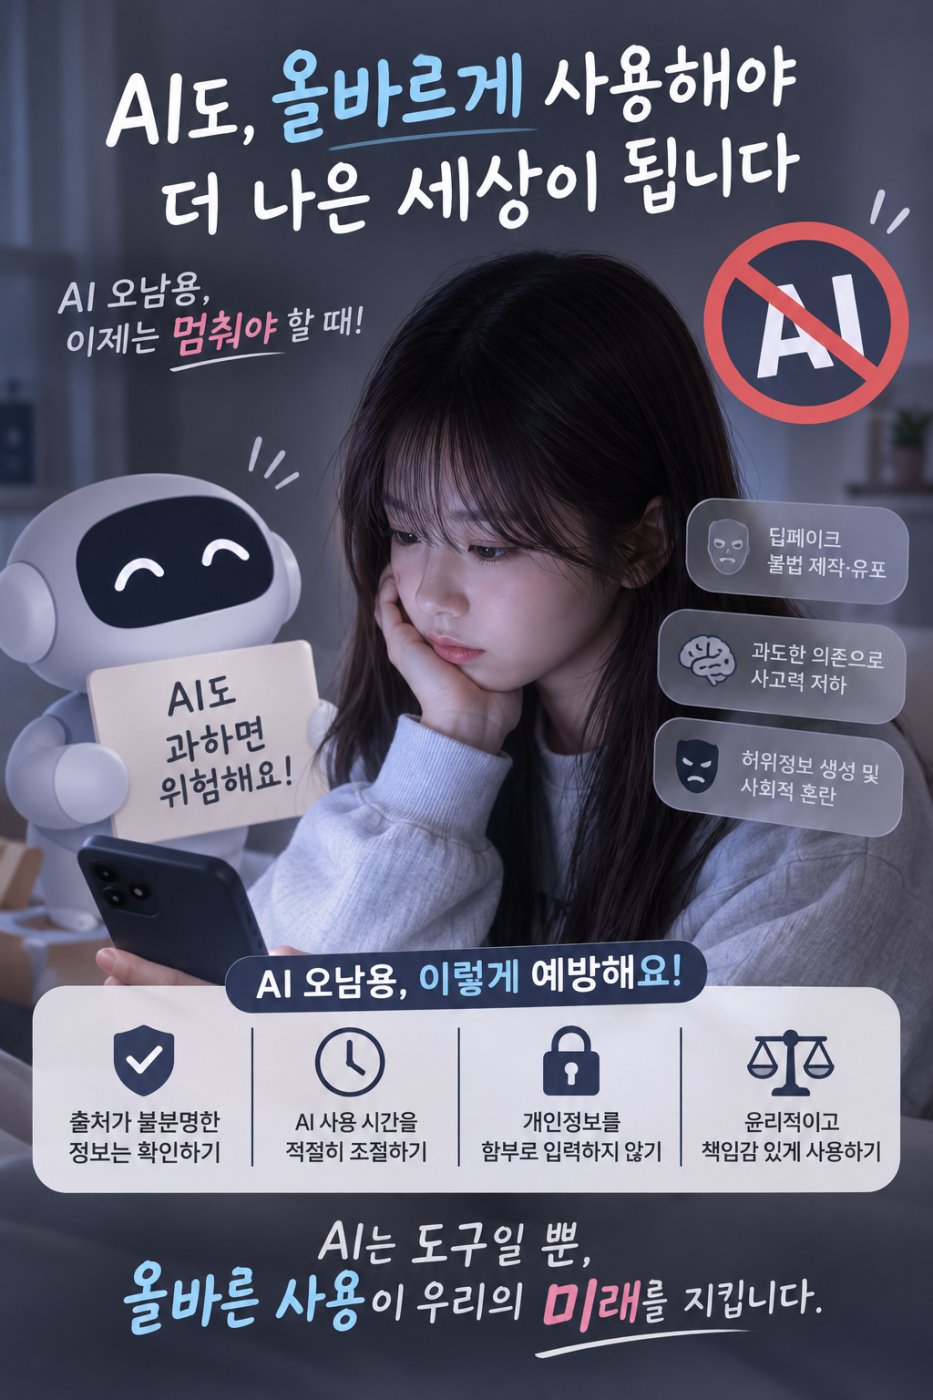 AI도, 올바르게 사용해야
더 나은 세상이 됩니다
AI 오남용,
이제는 멈춰야 할 때!
AI
딥페이크
불법 제작·유포
과도한 의존으로
사고력 저하
허위정보 생성 및
사회적 혼란
AI도
과하면
위험해요!
AI 오남용, 이렇게 예방해요!
출처가 불분명한
정보는 확인하기
AI 사용 시간을
적절히 조절하기
개인정보를
함부로 입력하지 않기
윤리적이고
책임감 있게 사용하기
AI는 도구일 뿐,
올바른 사용이 우리의 미래를 지킵니다.